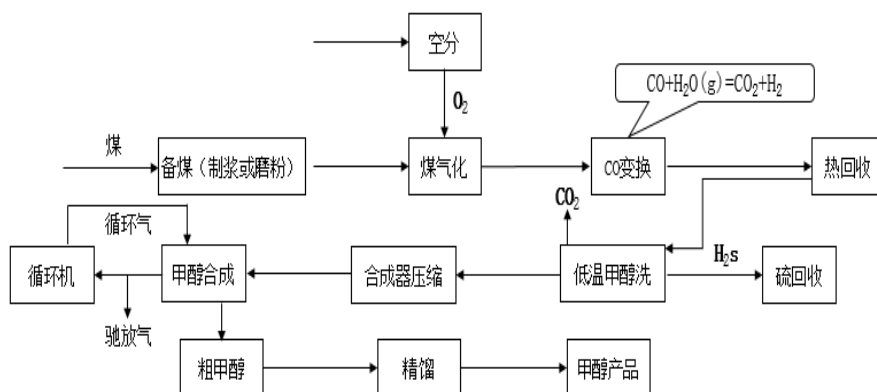 空分
CO+H₂O(g)=CO₂+H₂
O₂
煤
备煤（制浆或磨粉）
煤气化
CO变换
热回收
CO₂
循环气
H₂s
循环机
甲醇合成
合成器压缩
低温甲醇洗
硫回收
驰放气
粗甲醇
精馏
甲醇产品